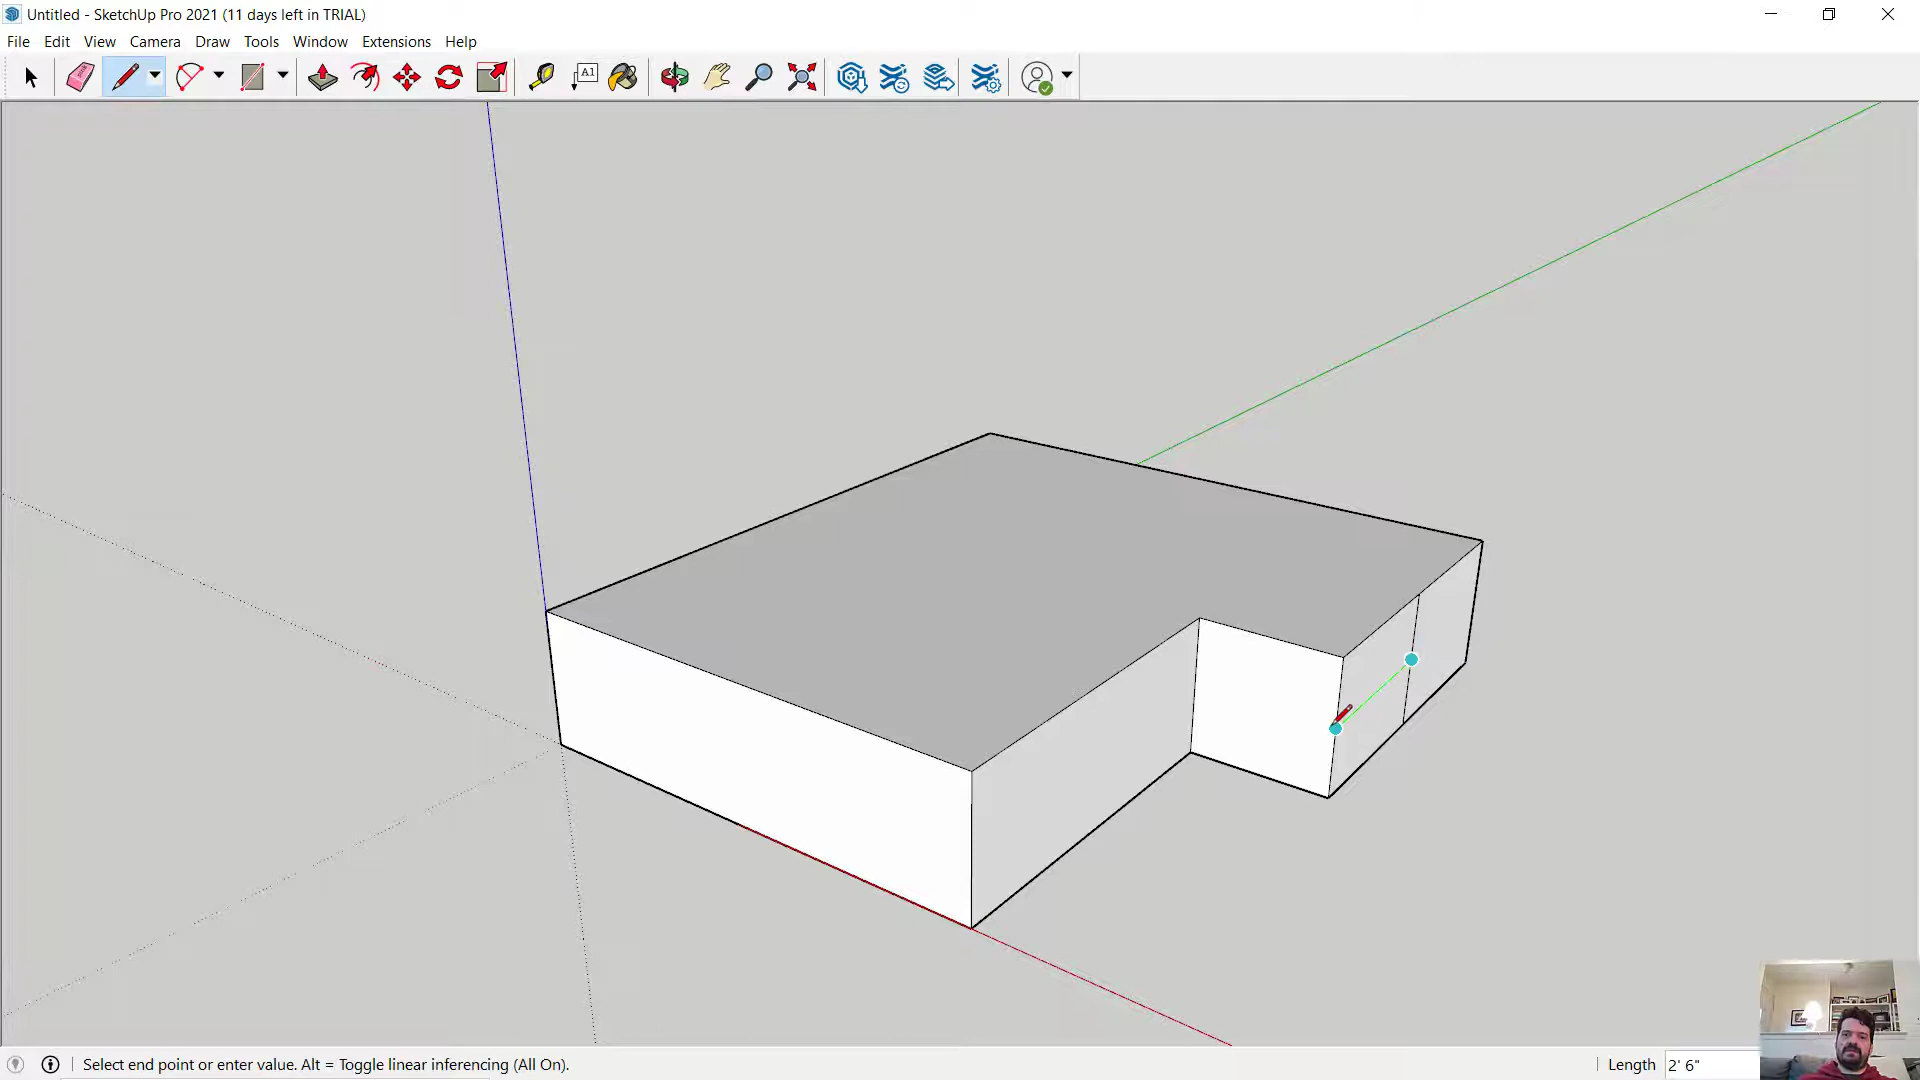 Untitled - SketchUp Pro 2021 (11 days left in TRIAL)
File Edit View Camera Draw Tools Window Extensions Help
A1
Select end point or enter value. Alt = Toggle linear inferencing (All On).
Length 2' 6"